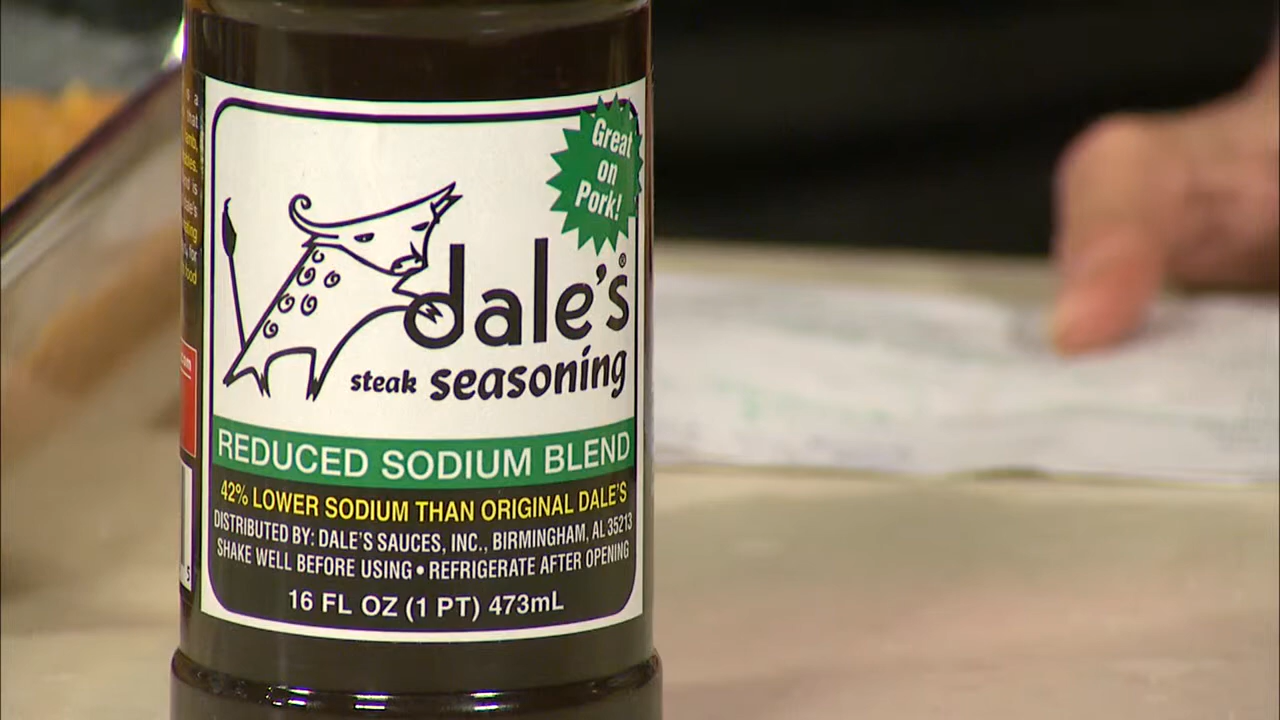 Great
on
Pork!
dale's®
steak seasoning
REDUCED SODIUM BLEND
42% LOWER SODIUM THAN ORIGINAL DALE'S
DISTRIBUTED BY: DALE'S SAUCES, INC., BIRMINGHAM, AL 35213
SHAKE WELL BEFORE USING • REFRIGERATE AFTER OPENING
16 FL OZ (1 PT) 473mL